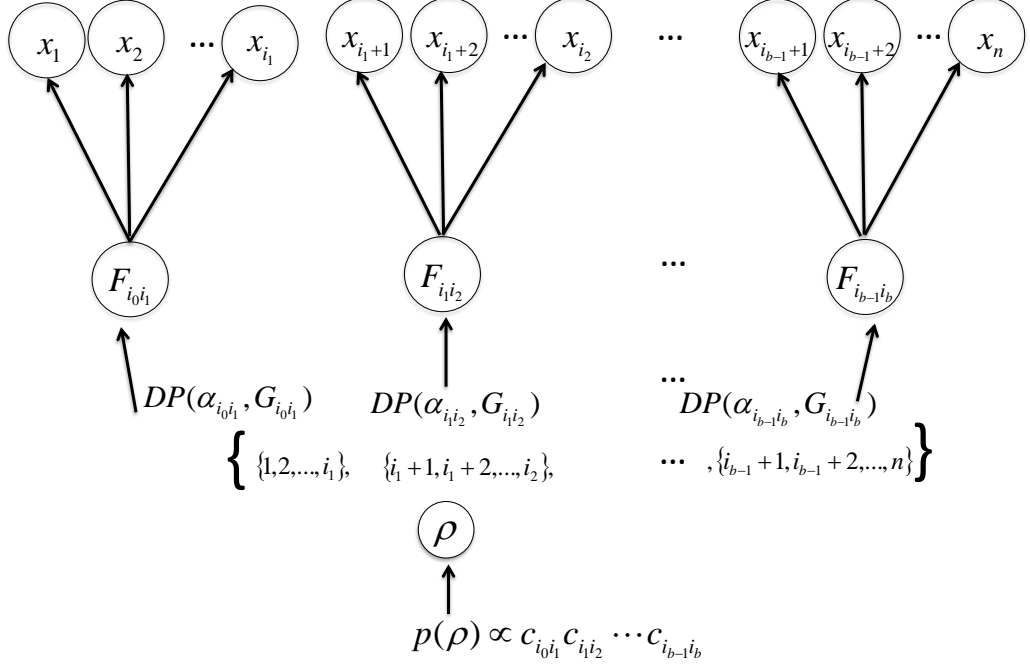 x_1 x_2 ... x_{i_1} x_{i_1+1} x_{i_1+2} ... x_{i_2} ... x_{i_{b-1}+1} x_{i_{b-1}+2} ... x_n
F_{i_0 i_1} F_{i_1 i_2} ... F_{i_{b-1} i_b}
...
DP(α_{i_0 i_1}, G_{i_0 i_1}) DP(α_{i_1 i_2}, G_{i_1 i_2}) DP(α_{i_{b-1} i_b}, G_{i_{b-1} i_b})
{ {1,2,...,i_1}, {i_1+1,i_1+2,...,i_2}, ... ,{i_{b-1}+1,i_{b-1}+2,...,n} }
ρ
p(ρ) ∝ c_{i_0 i_1} c_{i_1 i_2} ⋯ c_{i_{b-1} i_b}